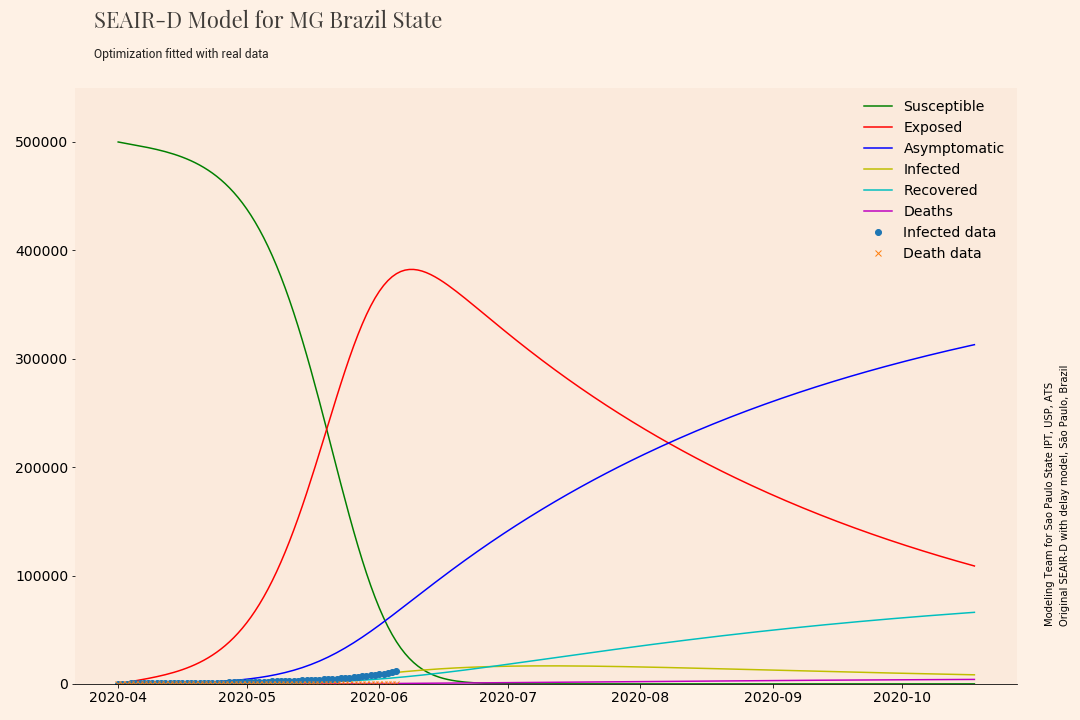 SEAIR-D Model for MG Brazil State
Optimization fitted with real data
Susceptible
Exposed
Asymptomatic
Infected
Recovered
Deaths
Infected data
Death data
500000
400000
300000
200000
100000
0
2020-04
2020-05
2020-06
2020-07
2020-08
2020-09
2020-10
Modeling Team for Sao Paulo State IPT, USP, ATS
Original SEAIR-D with delay model, São Paulo, Brazil